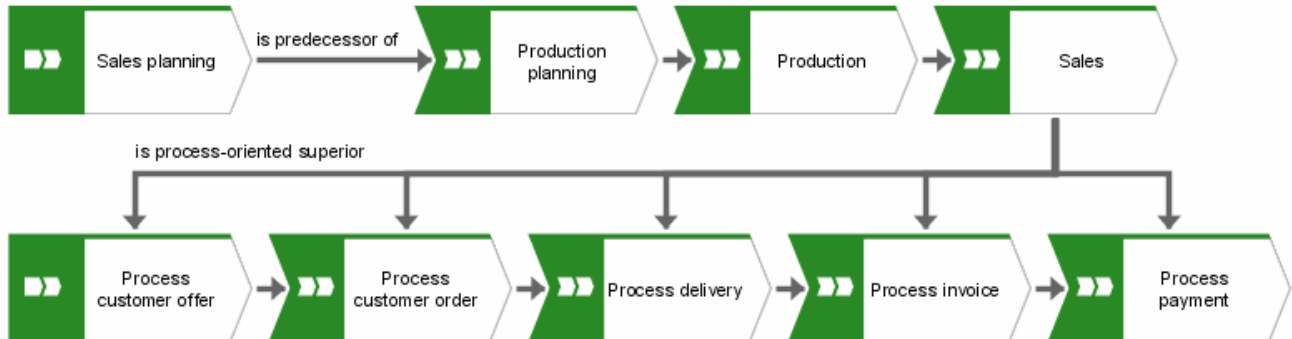 Sales planning
is predecessor of
Production
planning
Production
Sales
is process-oriented superior
Process
customer offer
Process
customer order
Process delivery
Process invoice
Process
payment